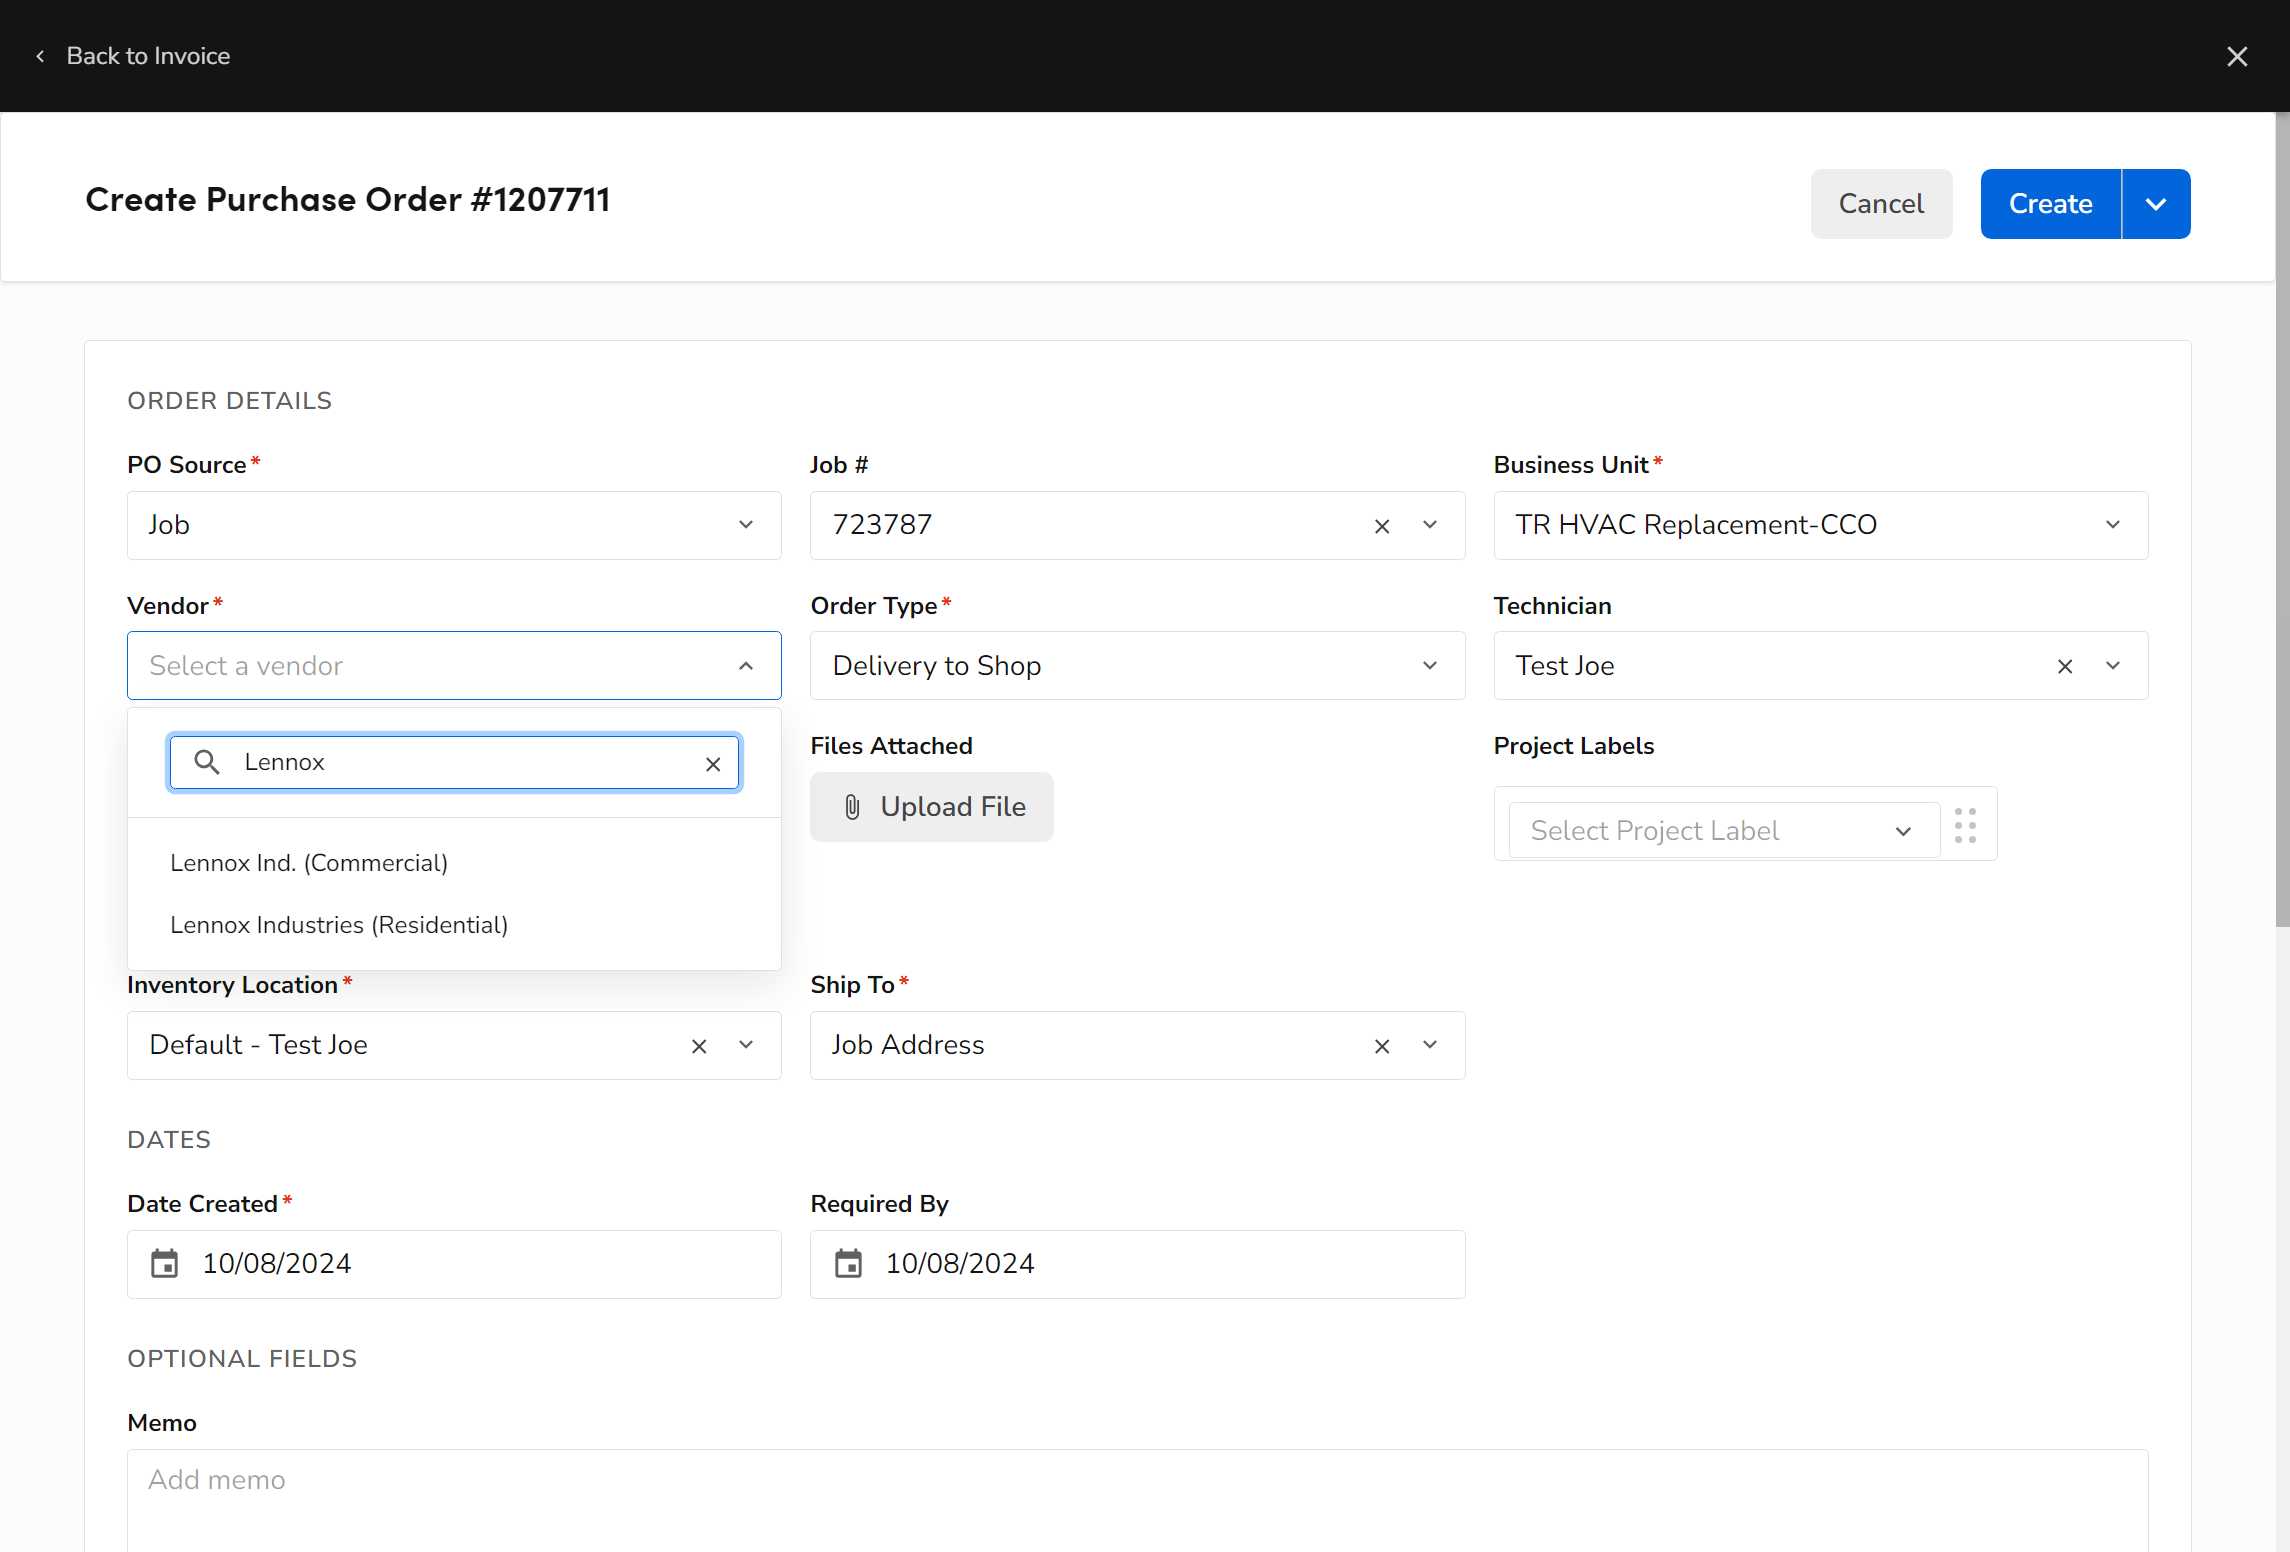 Back to Invoice
Create Purchase Order #1207711
Cancel
Create
ORDER DETAILS
PO Source*
Job #
Business Unit*
Job
723787
TR HVAC Replacement-CCO
Vendor*
Order Type*
Technician
Select a vendor
Delivery to Shop
Test Joe
Files Attached
Project Labels
Lennox
Upload File
Select Project Label
Lennox Ind. (Commercial)
Lennox Industries (Residential)
Inventory Location*
Ship To*
Default - Test Joe
Job Address
DATES
Date Created*
Required By
10/08/2024
10/08/2024
OPTIONAL FIELDS
Memo
Add memo